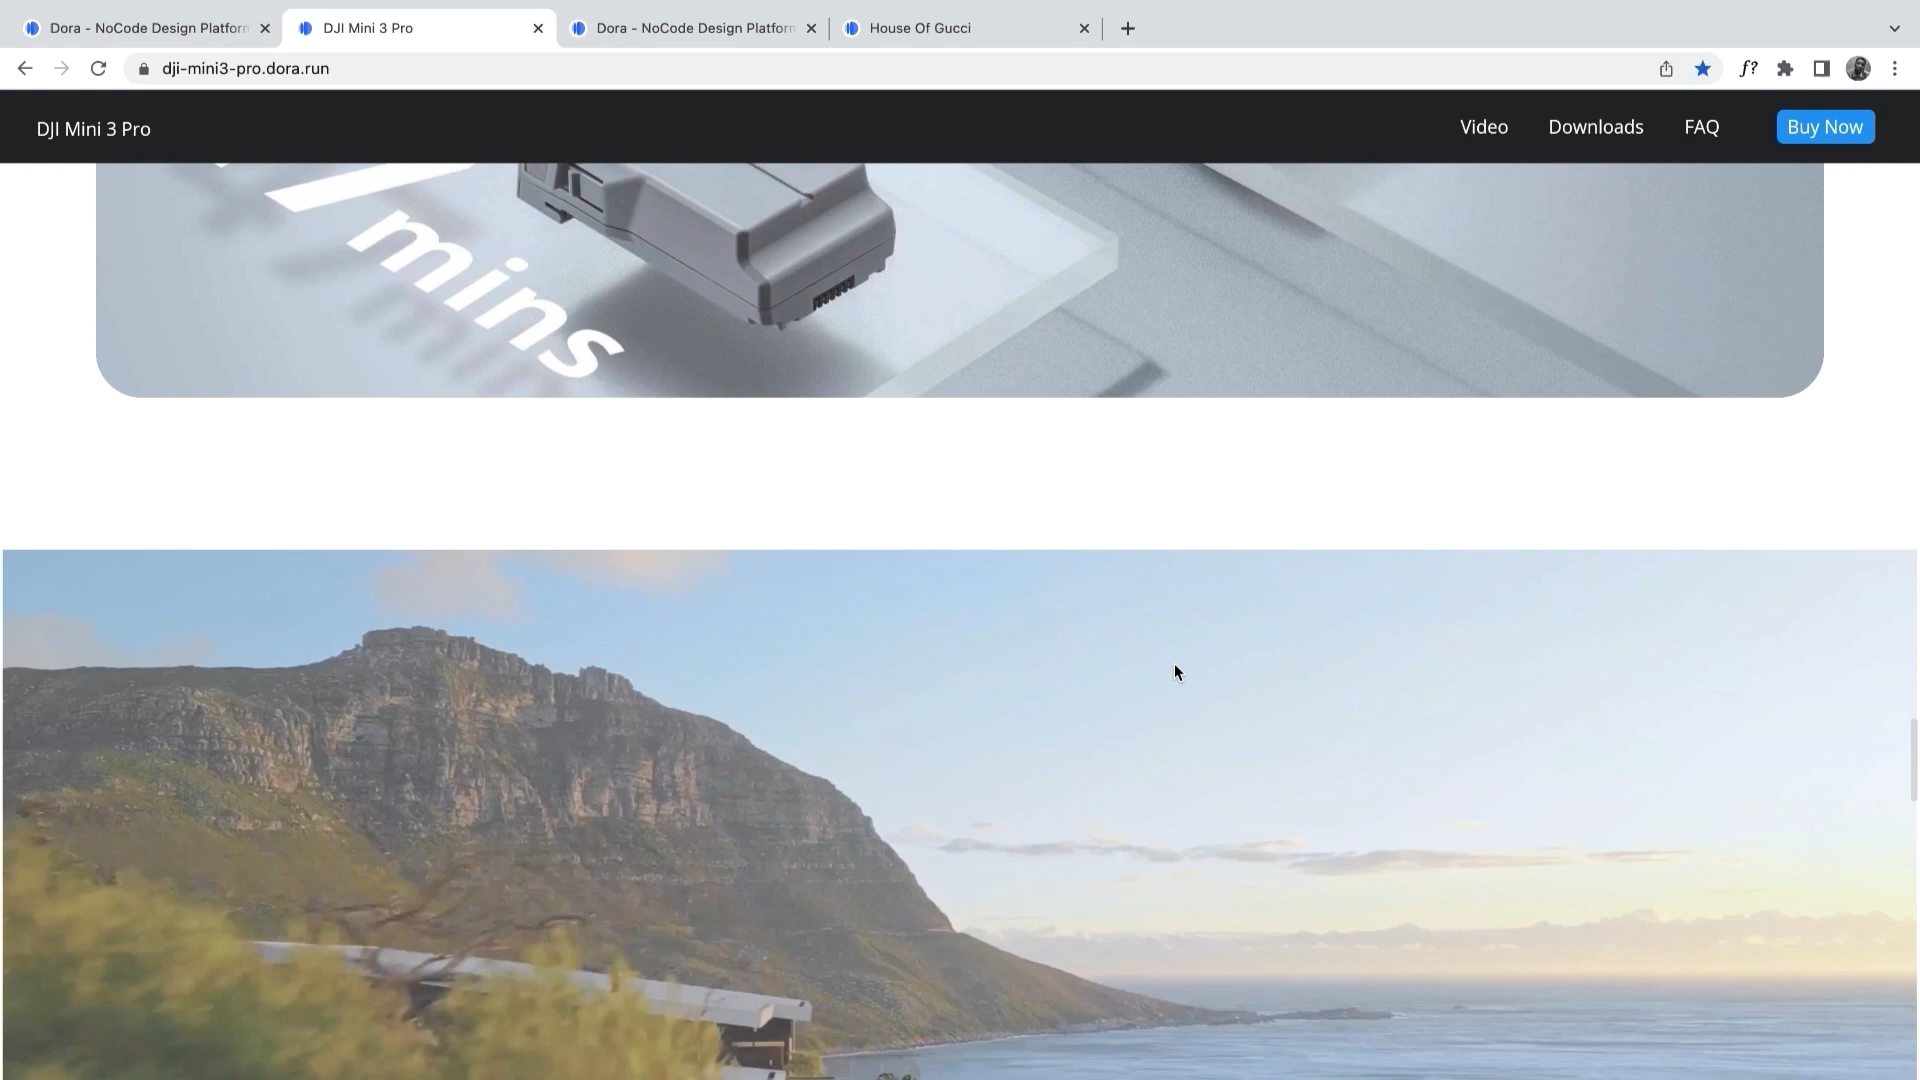 Dora - NoCode Design Platform
DJI Mini 3 Pro
Dora - NoCode Design Platform
House Of Gucci
dji-mini3-pro.dora.run
f?
DJI Mini 3 Pro
Video
Downloads
FAQ
Buy Now
mins